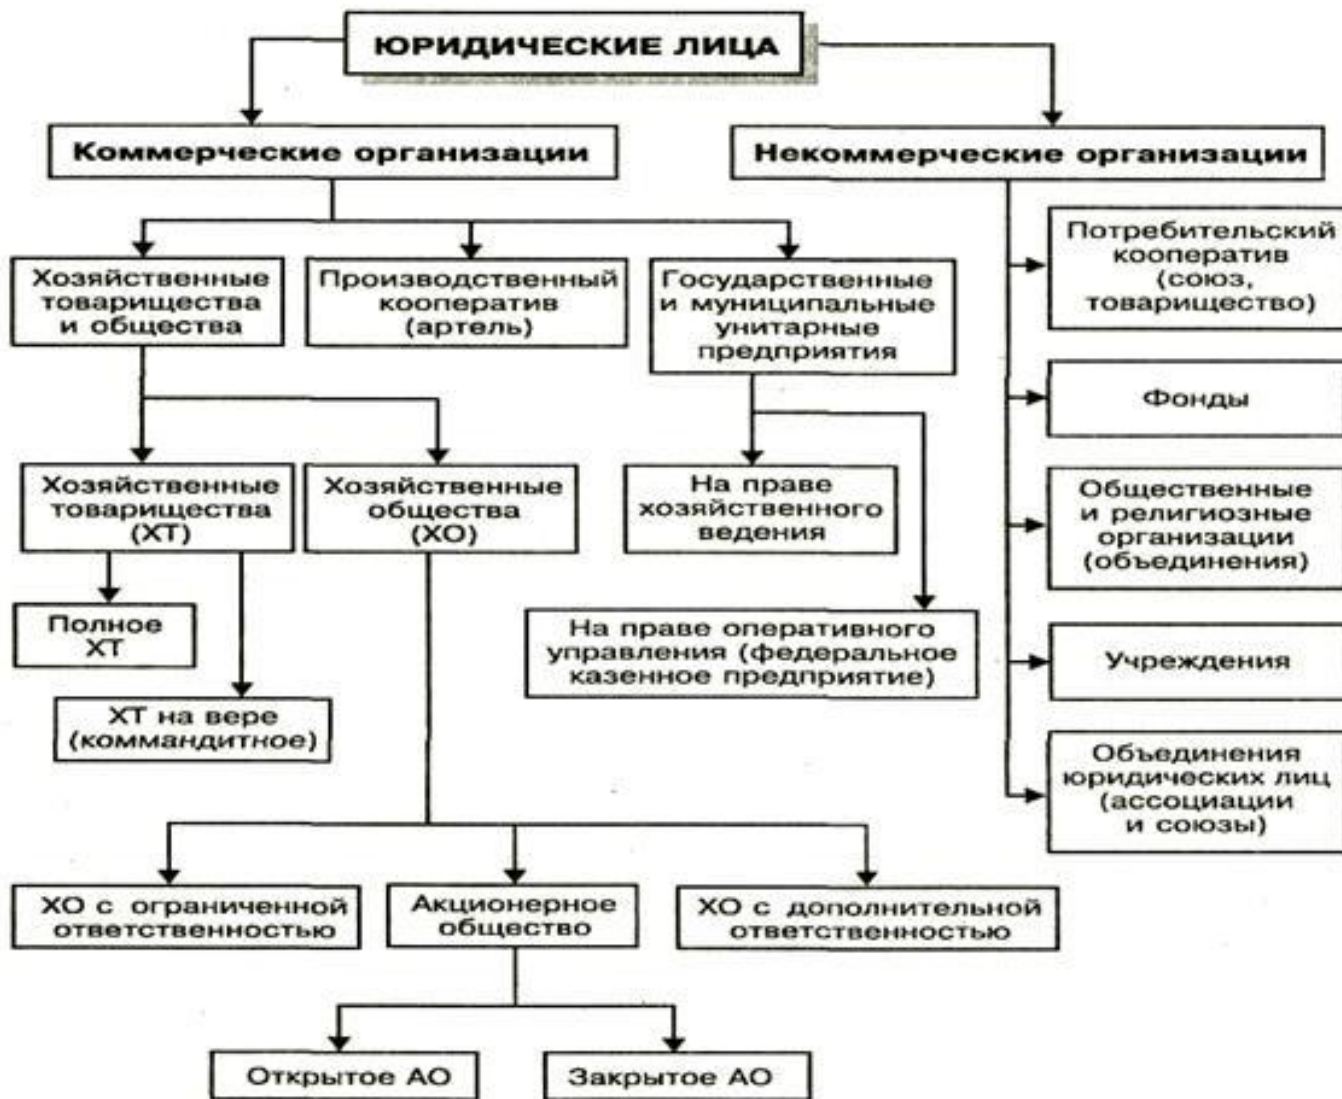 ЮРИДИЧЕСКИЕ ЛИЦА
Коммерческие организации
Некоммерческие организации
Хозяйственные
товарищества
и общества
Производственный
кооператив
(артель)
Государственные
и муниципальные
унитарные
предприятия
Потребительский
кооператив
(союз,
товарищество)
Фонды
Хозяйственные
товарищества
(ХТ)
Хозяйственные
общества
(ХО)
На праве
хозяйственного
ведения
Общественные
и религиозные
организации
(объединения)
Полное
ХТ
На праве оперативного
управления (федеральное
казенное предприятие)
Учреждения
ХТ на вере
(коммандитное)
Объединения
юридических лиц
(ассоциации
и союзы)
ХО с ограниченной
ответственностью
Акционерное
общество
ХО с дополнительной
ответственностью
Открытое АО
Закрытое АО